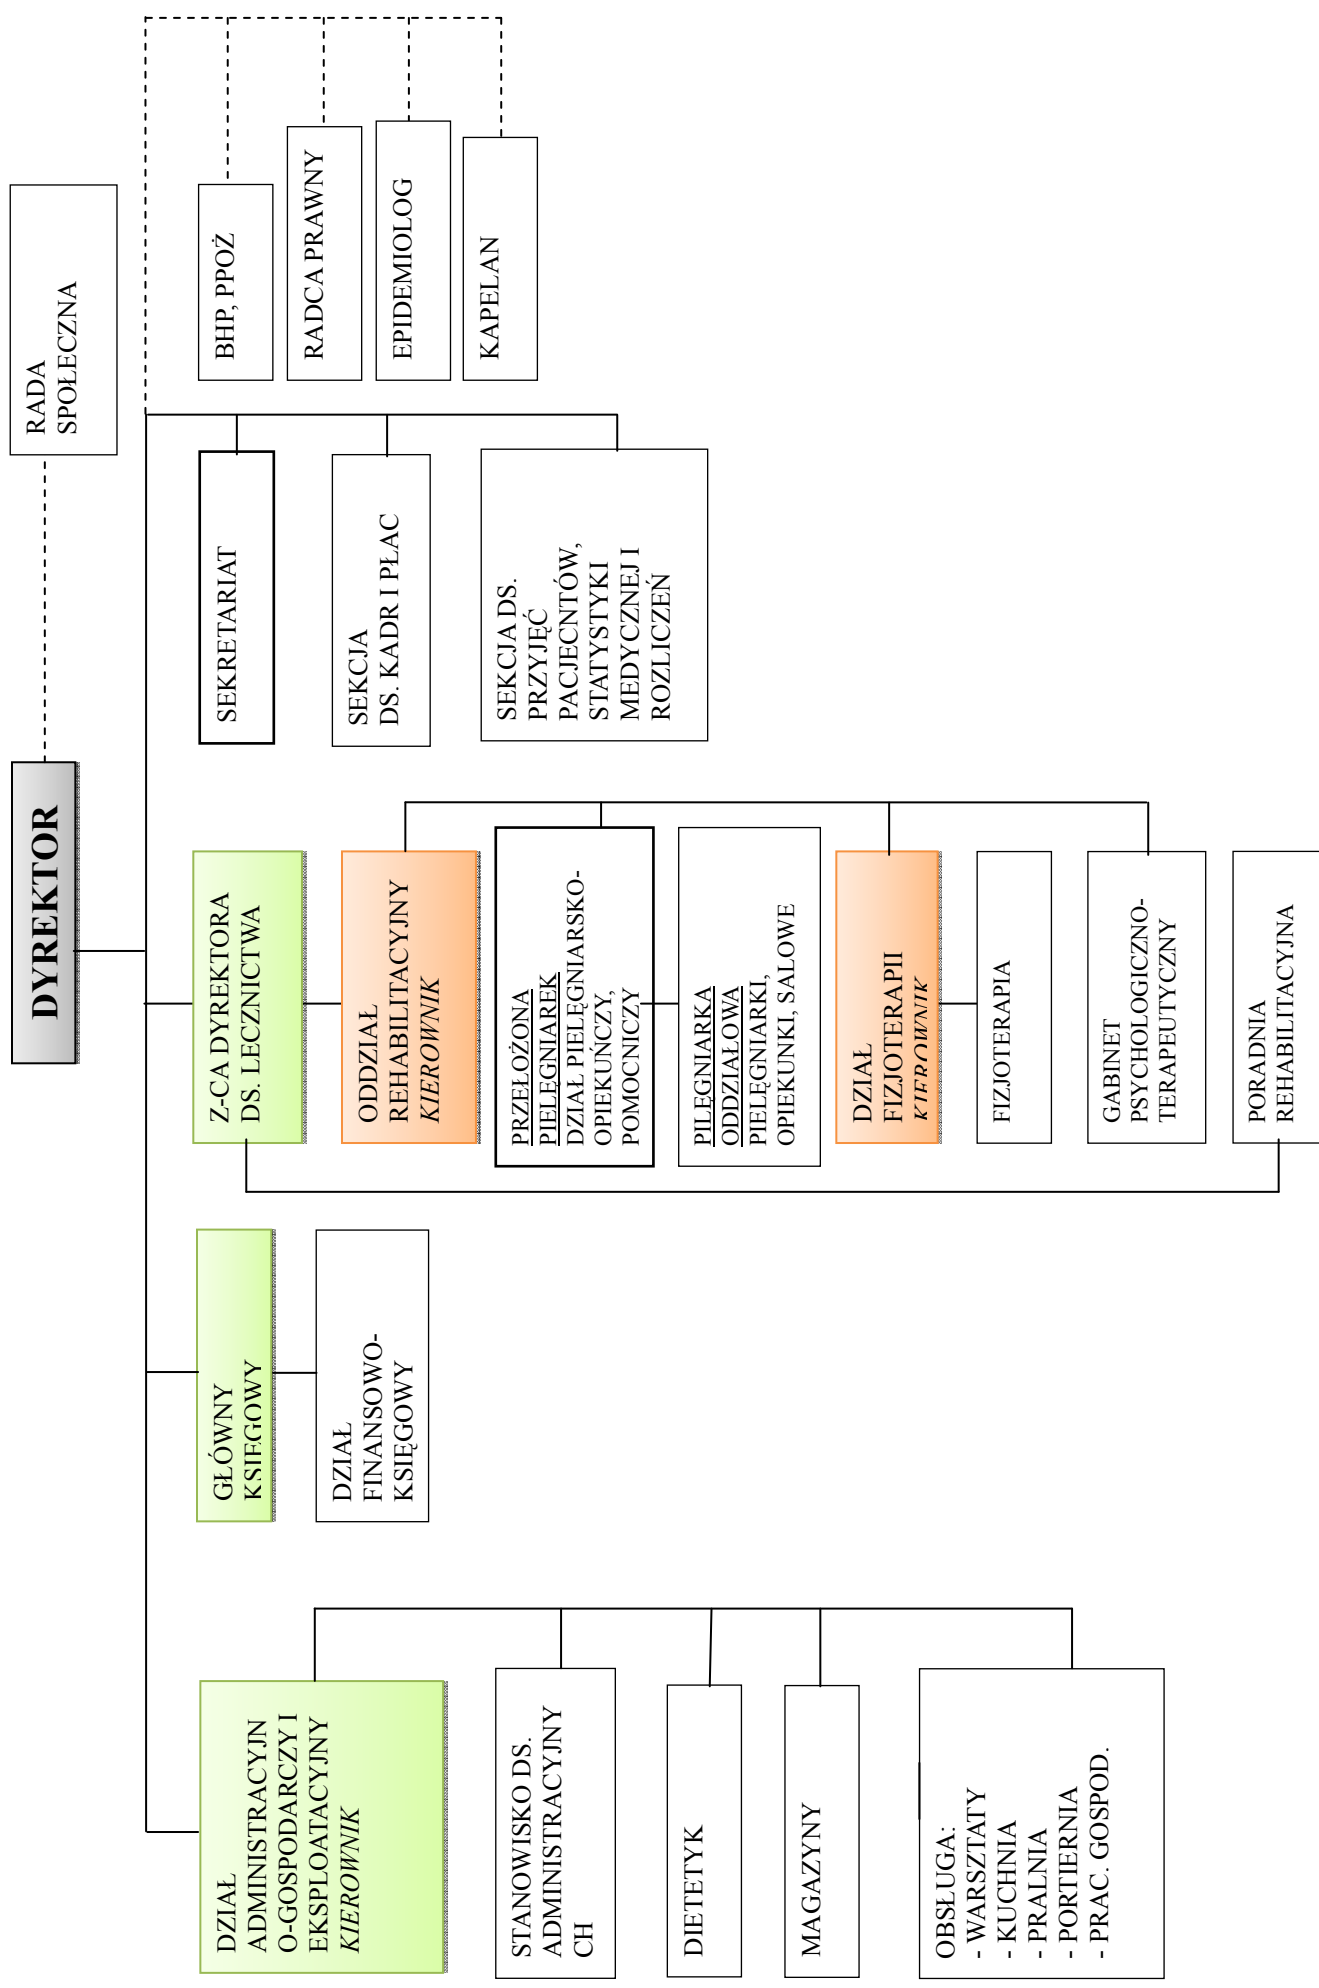 DYREKTOR
RADA
SPOŁECZNA
DZIAŁ
ADMINISTRACYJN
O-GOSPODARCZY I
EKSPLOATACYJNY
KIEROWNIK
STANOWISKO DS.
ADMINISTRACYJNY
CH
DIETETYK
MAGAZYNY
OBSŁUGA:
- WARSZTATY
- KUCHNIA
- PRALNIA
- PORTIERNIA
- PRAC. GOSPOD.
GŁÓWNY
KSIĘGOWY
DZIAŁ
FINANSOWO-
KSIĘGOWY
Z-CA DYREKTORA
DS. LECZNICTWA
ODDZIAŁ
REHABILITACYJNY
KIEROWNIK
PRZEŁOŻONA
PIELĘGNIAREK
DZIAŁ PIELĘGNIARSKO-
OPIEKUŃCZY,
POMOCNICZY
PILĘGNIARKA
ODDZIAŁOWA
PIELĘGNIARKI,
OPIEKUNKI, SALOWE
DZIAŁ
FIZJOTERAPII
KIEROWNIK
FIZJOTERAPIA
GABINET
PSYCHOLOGICZNO-
TERAPEUTYCZNY
PORADNIA
REHABILITACYJNA
SEKRETARIAT
SEKCJA
DS. KADR I PŁAC
SEKCJA DS.
PRZYJĘĆ
PACJECNTÓW,
STATYSTYKI
MEDYCZNEJ I
ROZLICZEŃ
BHP, PPOŻ
RADCA PRAWNY
EPIDEMIOLOG
KAPELAN